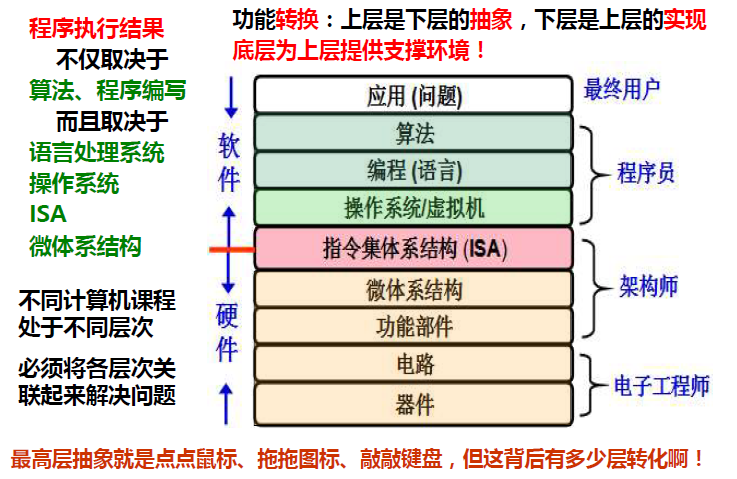 程序执行结果
不仅取决于
算法、程序编写
而且取决于
语言处理系统
操作系统
ISA
微体系结构
不同计算机课程
处于不同层次
必须将各层次关
联起来解决问题
功能转换：上层是下层的抽象，下层是上层的实现
底层为上层提供支撑环境！
软件
硬件
应用 (问题)
算法
编程 (语言)
操作系统/虚拟机
指令集体系结构 (ISA)
微体系结构
功能部件
电路
器件
最终用户
程序员
架构师
电子工程师
最高层抽象就是点点鼠标、拖拖图标、敲敲键盘，但这背后有多少层转化啊！